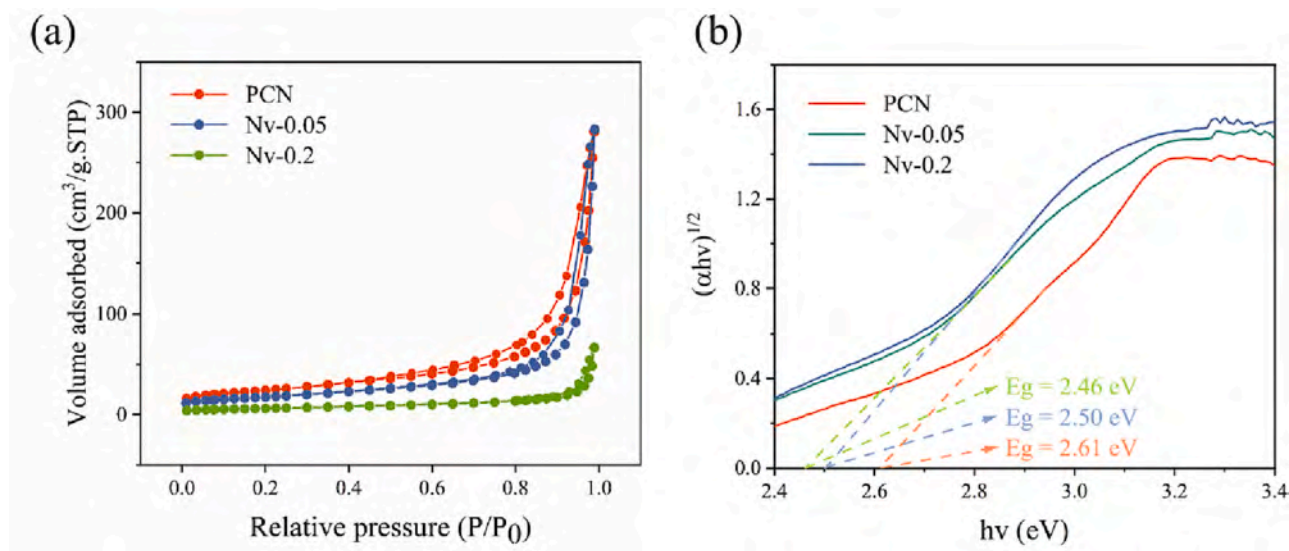 (a)
PCN
Nv-0.05
Nv-0.2
Volume adsorbed (cm³/g.STP)
300
200
100
0
0.0 0.2 0.4 0.6 0.8 1.0
Relative pressure (P/P₀)
(b)
PCN
Nv-0.05
Nv-0.2
(αhv)^1/2
1.6
1.2
0.8
0.4
0.0
Eg = 2.46 eV
Eg = 2.50 eV
Eg = 2.61 eV
2.4 2.6 2.8 3.0 3.2 3.4
hv (eV)